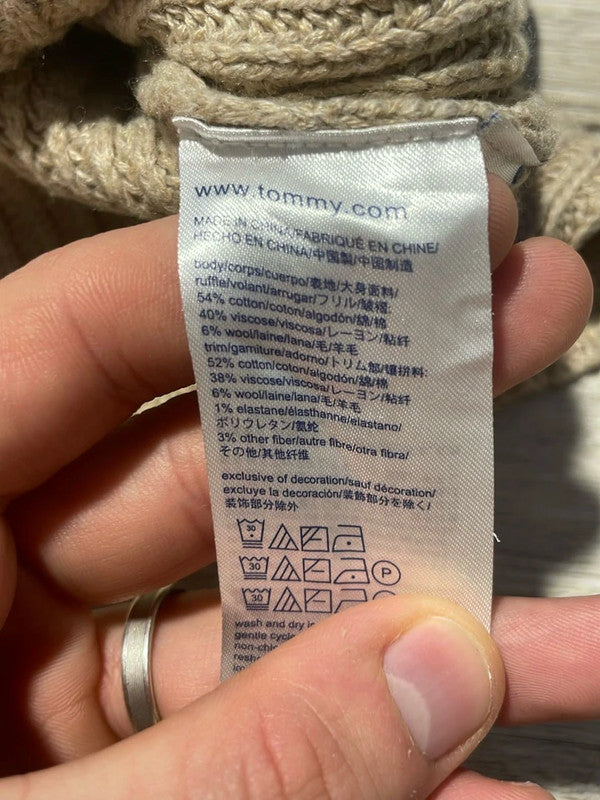 www.tommy.com
MADE IN CHINA/FABRIQUÉ EN CHINE/
HECHO EN CHINA/中国製/中国制造
body/corps/cuerpo/表地/大身面料/
ruffle/volant/arrugar/フリル/皺褶:
54% cotton/coton/algodón/綿/棉
40% viscose/viscosa/レーヨン/粘纤
6% wool/laine/lana/毛/羊毛
trim/garniture/adorno/トリム部/镶拼料:
52% cotton/coton/algodón/綿/棉
38% viscose/viscosa/レーヨン/粘纤
6% wool/laine/lana/毛/羊毛
1% elastane/élasthanne/elastano/
ポリウレタン/氨纶
3% other fiber/autre fibre/otra fibra/
その他/其他纤维
exclusive of decoration/sauf décoration/
excluye la decoración/装飾部分を除く/
装饰部分除外
30
30 P
30
wash and dry
gentle cycle